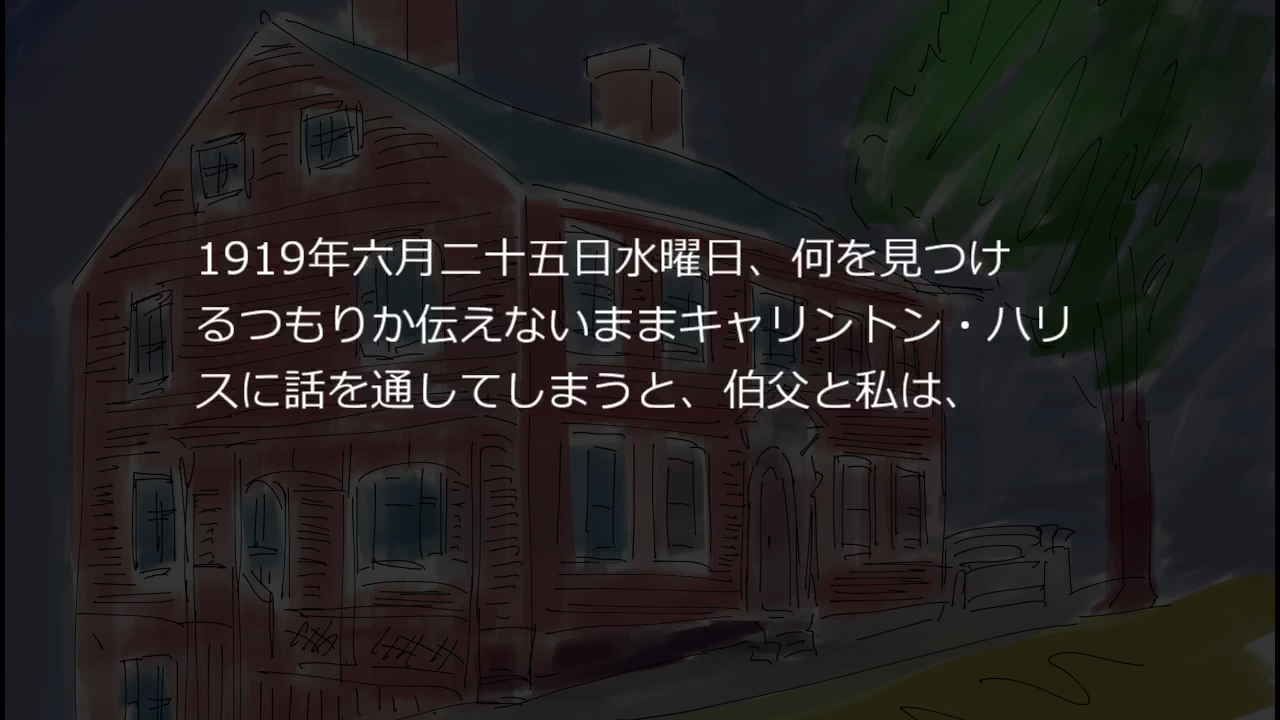 1919年六月二十五日水曜日、何を見つけ
るつもりか伝えないままキャリントン・ハリ
スに話を通してしまうと、伯父と私は、